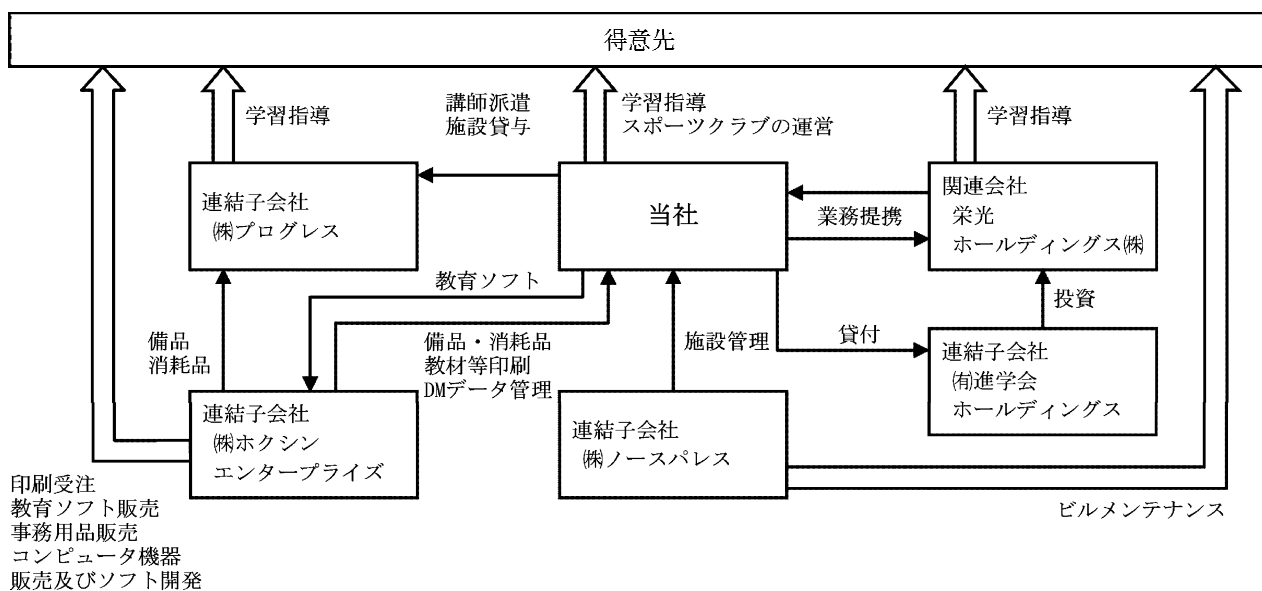 得意先
学習指導
講師派遣
施設貸与
学習指導
スポーツクラブの運営
学習指導
連結子会社
㈱プログレス
当社
業務提携
関連会社
栄光
ホールディングス㈱
教育ソフト
備品
消耗品
備品・消耗品
教材等印刷
DMデータ管理
施設管理
貸付
投資
連結子会社
㈲進学会
ホールディングス
連結子会社
㈱ホクシン
エンタープライズ
連結子会社
㈱ノースパレス
印刷受注
教育ソフト販売
事務用品販売
コンピュータ機器
販売及びソフト開発
ビルメンテナンス